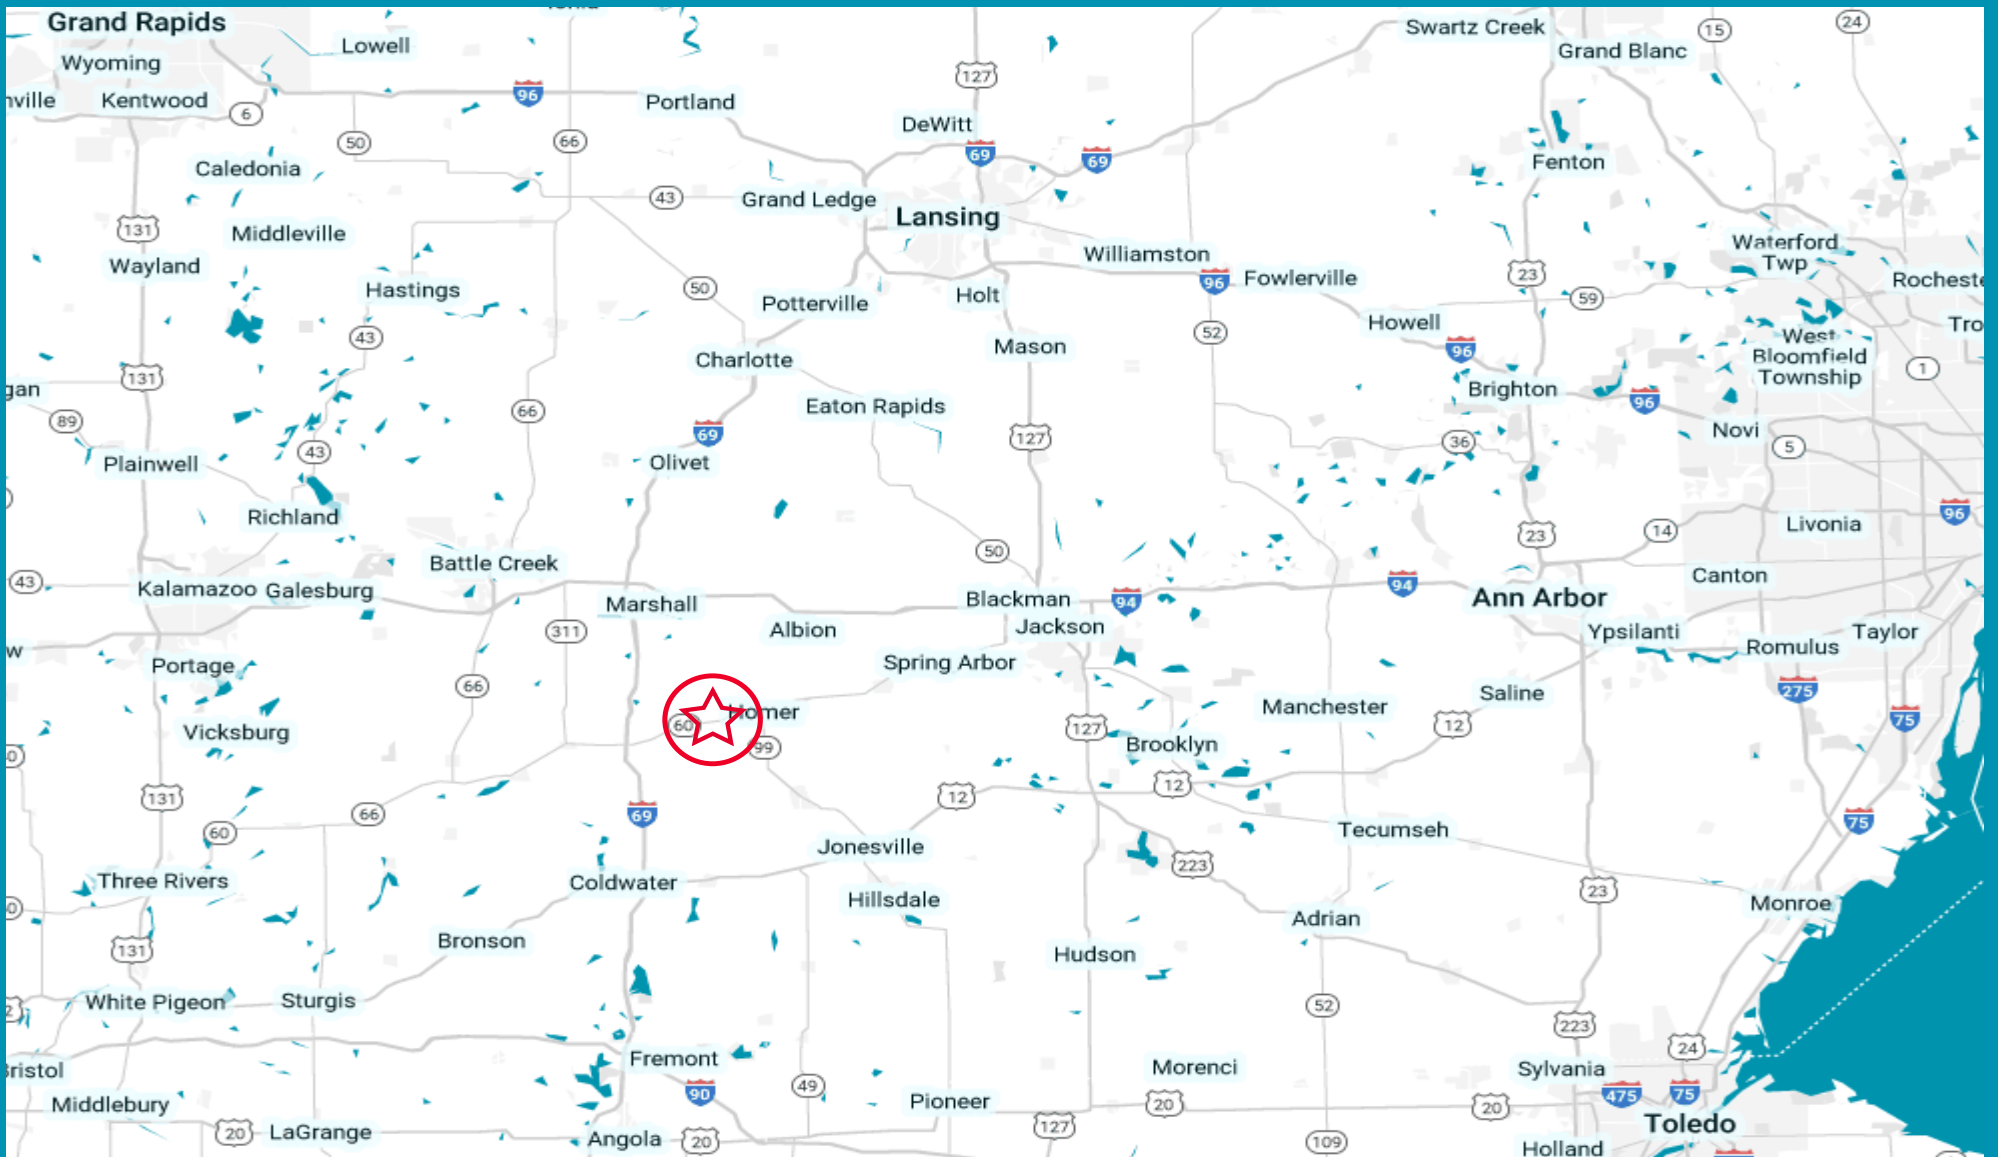 Grand Rapids
Lowell
Swartz Creek
15
24
Wyoming
Grand Blanc
127
nville
Kentwood
96
Portland
6
DeWitt
50
66
69
69
Fenton
Caledonia
43
Grand Ledge
Lansing
131
Middleville
Waterford
Twp
Williamston
Wayland
96
Fowlerville
23
Rocheste
Hastings
50
Potterville
Holt
59
Howell
Tro
43
52
West
Bloomfield
Township
Mason
96
Charlotte
1
131
gan
Brighton
96
Eaton Rapids
66
89
69
127
Novi
36
5
43
Plainwell
Olivet
Richland
96
Livonia
14
23
50
Battle Creek
43
Kalamazoo
Galesburg
94
94
Canton
Marshall
Blackman
Ann Arbor
311
Albion
Jackson
Ypsilanti
Taylor
w
Romulus
Portage
Spring Arbor
66
275
Saline
Manchester
Homer
60
99
127
12
75
Vicksburg
Brooklyn
12
12
131
69
66
75
60
Tecumseh
Jonesville
223
Three Rivers
Coldwater
23
Hillsdale
Monroe
Adrian
131
Bronson
Hudson
White Pigeon
Sturgis
52
223
24
Fremont
Bristol
Morenci
Sylvania
49
90
475
75
Middlebury
Pioneer
20
20
Toledo
20
LaGrange
127
Angola
20
109
Holland